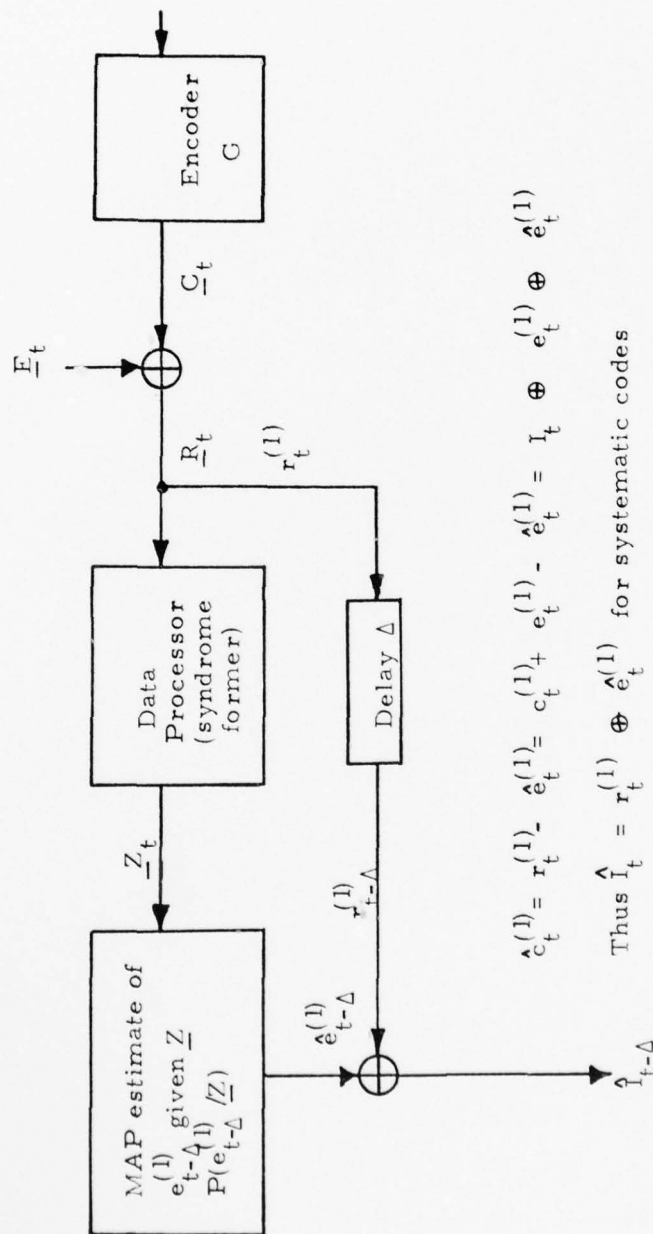 Encoder
G
C_t
E_t
R_t
r_t^(1)
Data
Processor
(syndrome
former)
Delay Δ
Z_t
r_{t-Δ}^(1)
MAP estimate of
e_{t-Δ}^(1) given Z
P(e_{t-Δ}^(1)/Z)
ê_{t-Δ}^(1)
Î_{t-Δ}
ĉ_t^(1) = r_t^(1) - ê_t^(1) = c_t^(1) + e_t^(1) - ê_t^(1) = I_t ⊕ e_t^(1) ⊕ ê_t^(1)
Thus Î_t = r_t^(1) ⊕ ê_t^(1) for systematic codes